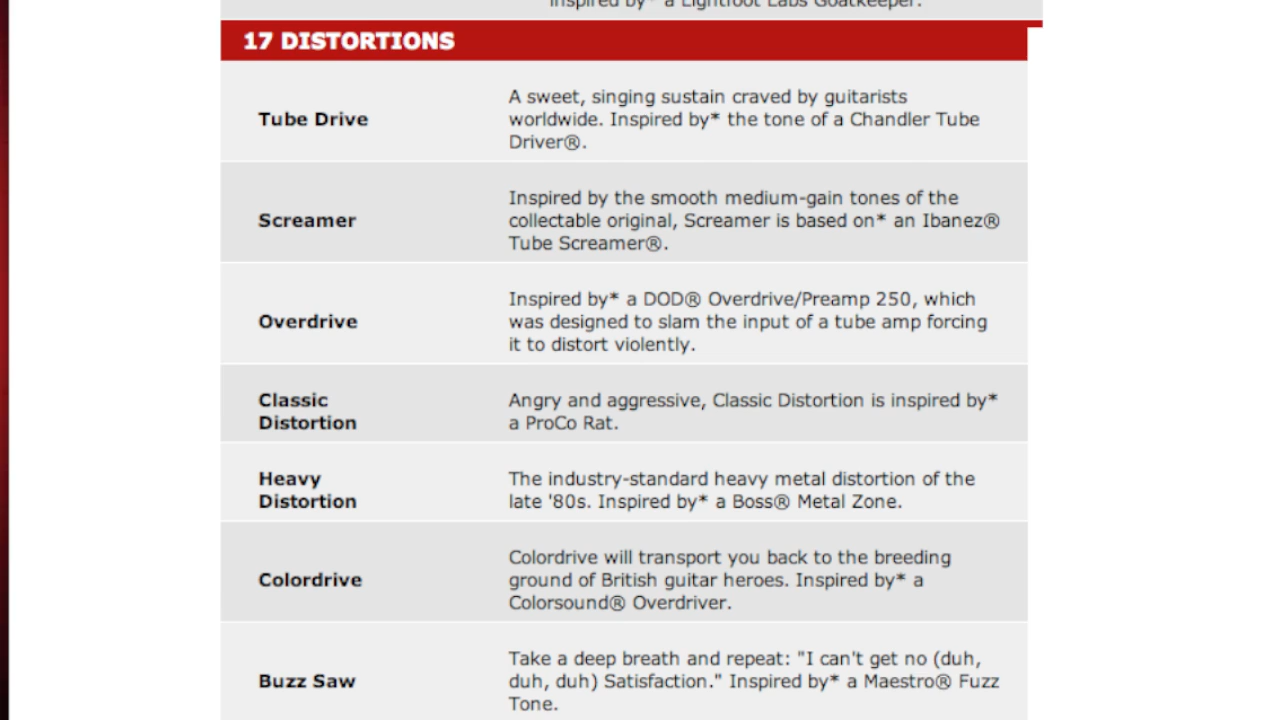 inspired by* a Lightfoot Labs Goatkeeper.
17 DISTORTIONS
Tube Drive
A sweet, singing sustain craved by guitarists
worldwide. Inspired by* the tone of a Chandler Tube
Driver®.
Screamer
Inspired by the smooth medium-gain tones of the
collectable original, Screamer is based on* an Ibanez®
Tube Screamer®.
Overdrive
Inspired by* a DOD® Overdrive/Preamp 250, which
was designed to slam the input of a tube amp forcing
it to distort violently.
Classic
Distortion
Angry and aggressive, Classic Distortion is inspired by*
a ProCo Rat.
Heavy
Distortion
The industry-standard heavy metal distortion of the
late '80s. Inspired by* a Boss® Metal Zone.
Colordrive
Colordrive will transport you back to the breeding
ground of British guitar heroes. Inspired by* a
Colorsound® Overdriver.
Buzz Saw
Take a deep breath and repeat: "I can't get no (duh,
duh, duh) Satisfaction." Inspired by* a Maestro® Fuzz
Tone.